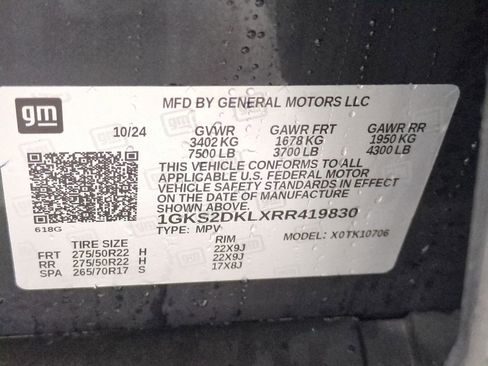 gm
MFD BY GENERAL MOTORS LLC
10/24 GVWR GAWR FRT GAWR RR
3402 KG 1678 KG 1950 KG
7500 LB 3700 LB 4300 LB
THIS VEHICLE CONFORMS TO ALL
APPLICABLE U.S. FEDERAL MOTOR
VEHICLE SAFETY STANDARDS IN EFFECT
ON THE DATE OF MANUFACTURE
SHOWN ABOVE.
1GKS2DKLXRR419830
618G
TYPE: MPV MODEL: X0TK10706
TIRE SIZE RIM
FRT 275/50R22 H 22X9J
RR 275/50R22 H 22X9J
SPA 265/70R17 S 17X8J